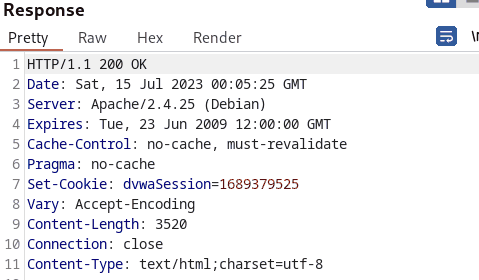 Response
Pretty Raw Hex Render
1 HTTP/1.1 200 OK
2 Date: Sat, 15 Jul 2023 00:05:25 GMT
3 Server: Apache/2.4.25 (Debian)
4 Expires: Tue, 23 Jun 2009 12:00:00 GMT
5 Cache-Control: no-cache, must-revalidate
6 Pragma: no-cache
7 Set-Cookie: dvwaSession=1689379525
8 Vary: Accept-Encoding
9 Content-Length: 3520
10 Connection: close
11 Content-Type: text/html;charset=utf-8